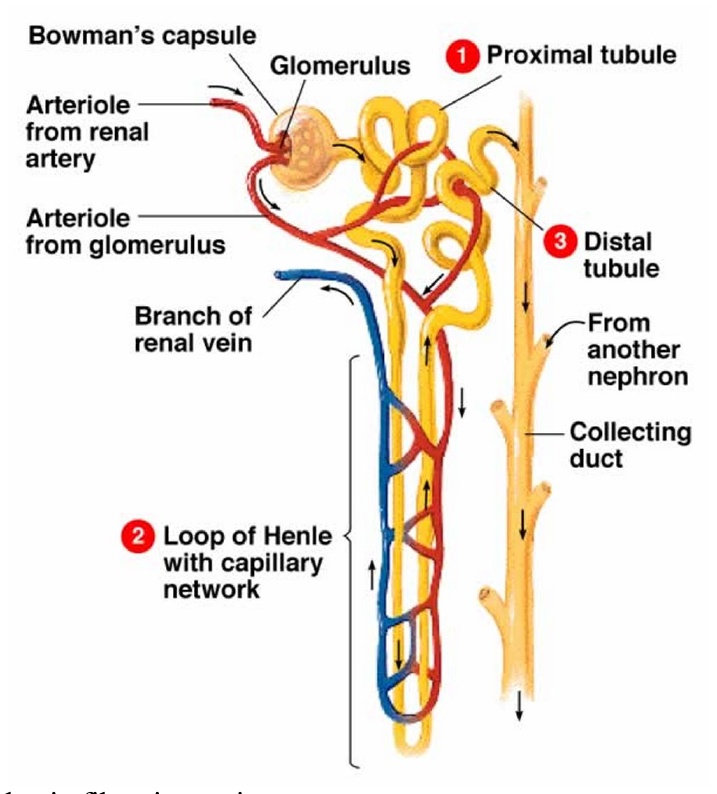 Bowman's capsule
Glomerulus
1 Proximal tubule
Arteriole
from renal
artery
Arteriole
from glomerulus
3 Distal
tubule
Branch of
renal vein
From
another
nephron
Collecting
duct
2 Loop of Henle
with capillary
network